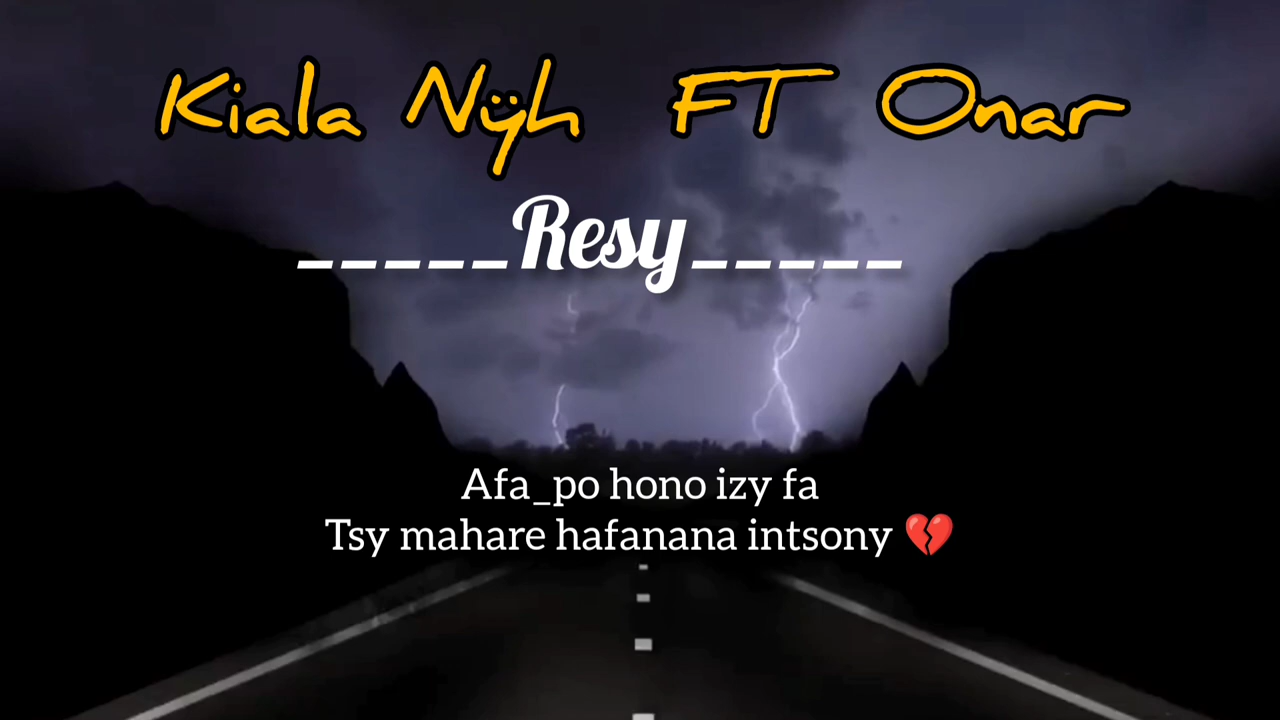 Kiala Nÿh FT Onar
_____Resy_____
Afa_po hono izy fa
Tsy mahare hafanana intsony 💔